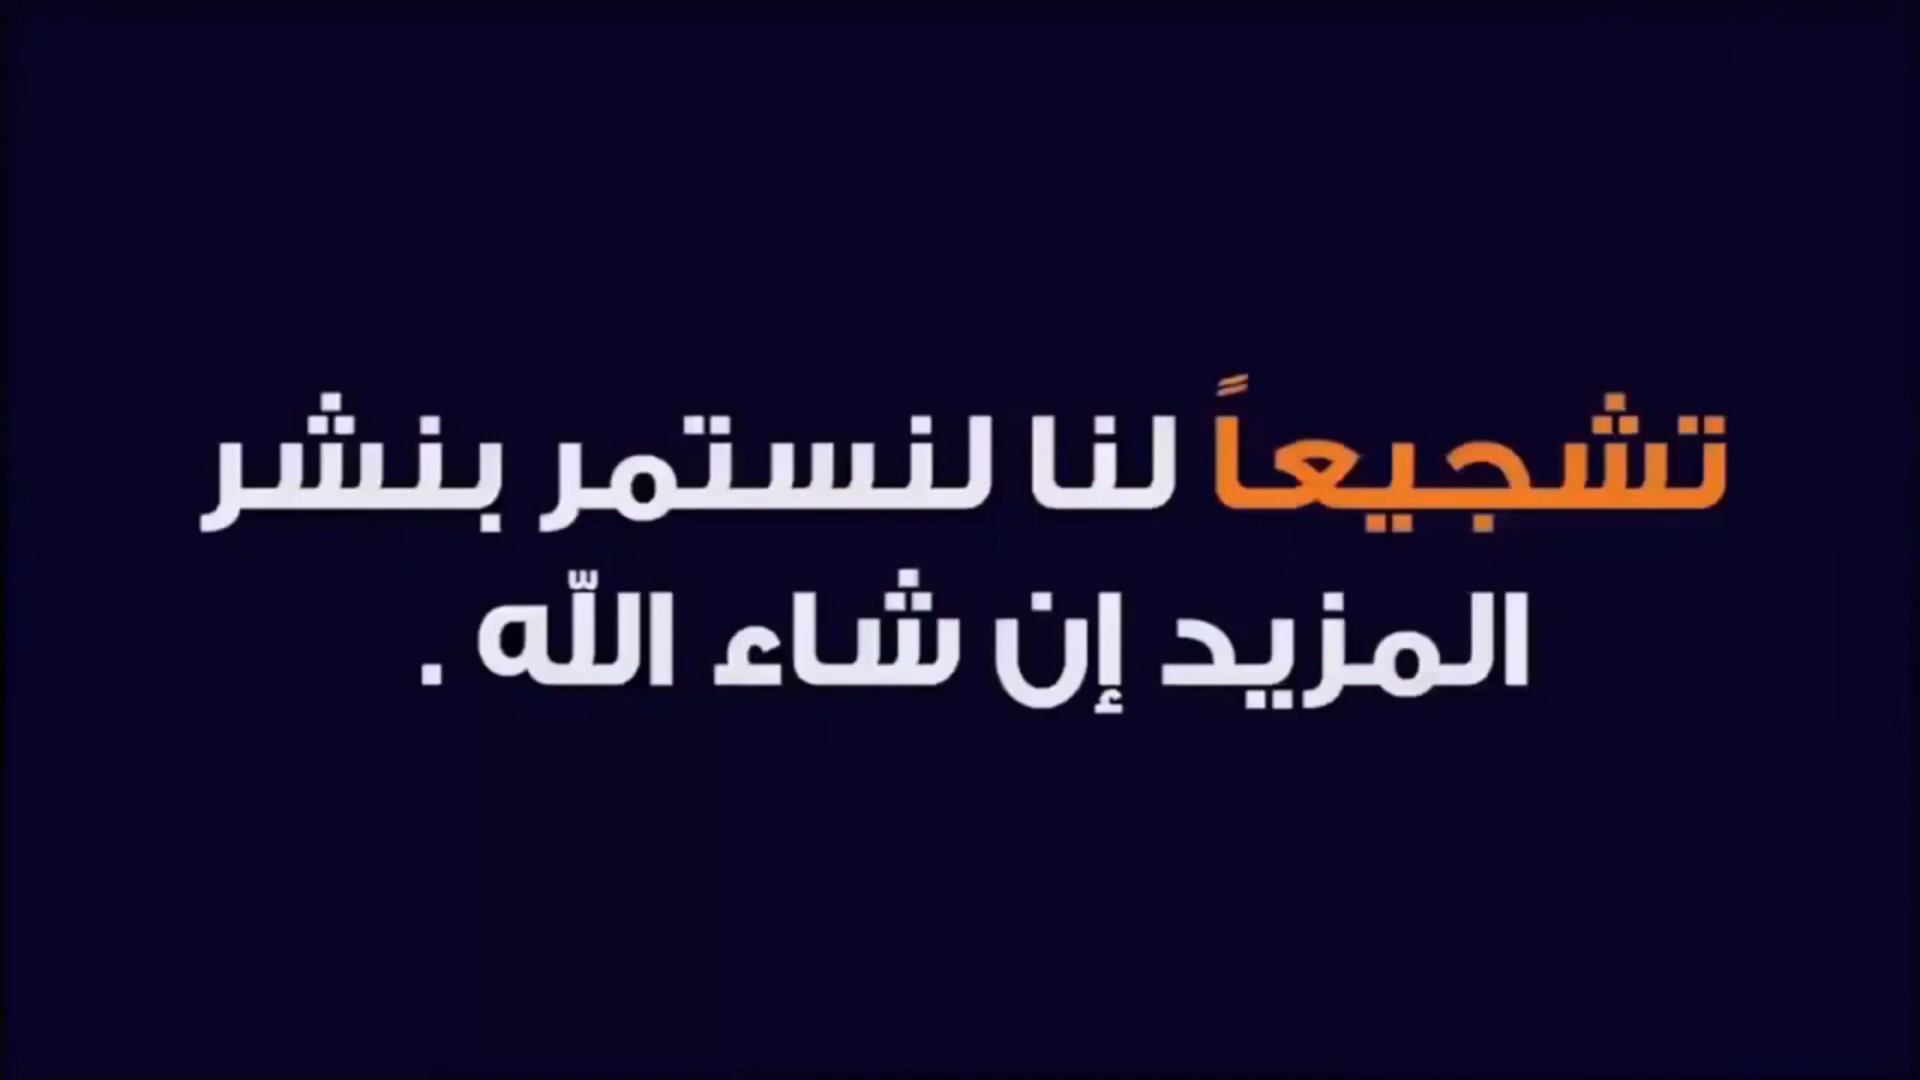 تشجيعاً لنا لنستمر بنشر
المزيد إن شاء اللّه .